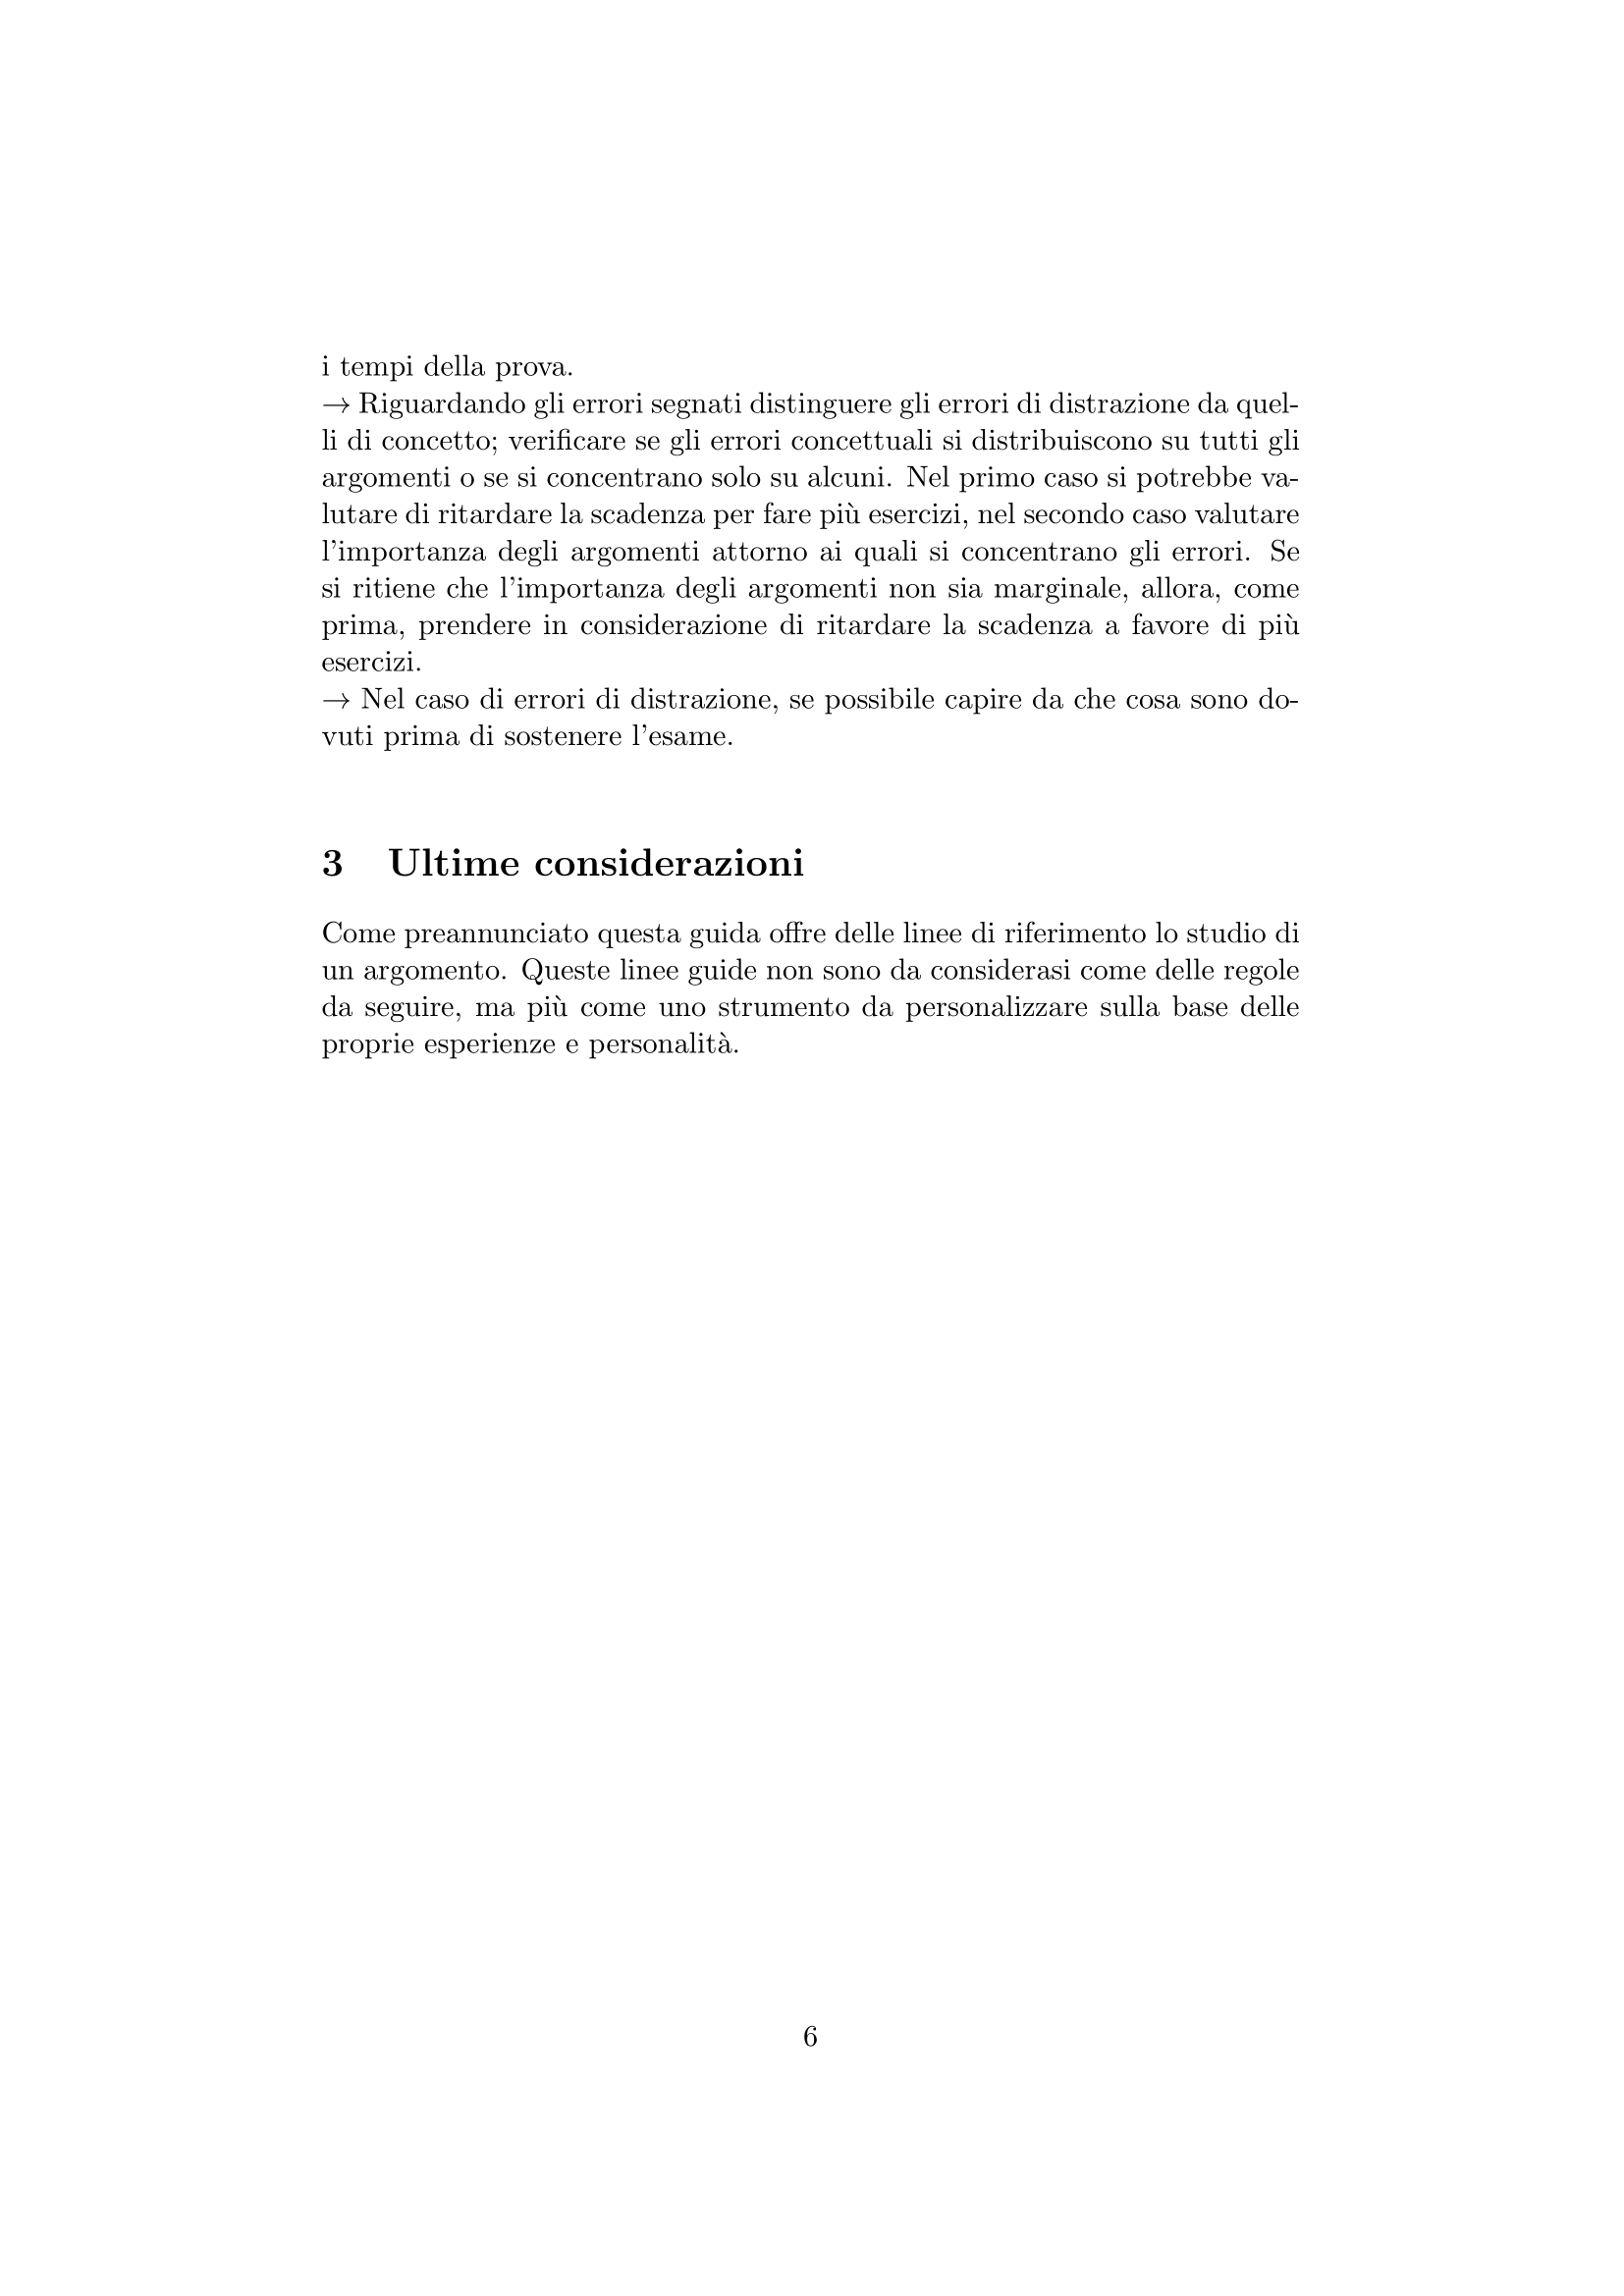 i tempi della prova.
→ Riguardando gli errori segnati distinguere gli errori di distrazione da quel-
li di concetto; verificare se gli errori concettuali si distribuiscono su tutti gli
argomenti o se si concentrano solo su alcuni. Nel primo caso si potrebbe va-
lutare di ritardare la scadenza per fare più esercizi, nel secondo caso valutare
l'importanza degli argomenti attorno ai quali si concentrano gli errori. Se
si ritiene che l'importanza degli argomenti non sia marginale, allora, come
prima, prendere in considerazione di ritardare la scadenza a favore di più
esercizi.
→ Nel caso di errori di distrazione, se possibile capire da che cosa sono do-
vuti prima di sostenere l'esame.
3 Ultime considerazioni
Come preannunciato questa guida offre delle linee di riferimento lo studio di
un argomento. Queste linee guide non sono da considerasi come delle regole
da seguire, ma più come uno strumento da personalizzare sulla base delle
proprie esperienze e personalità.
6